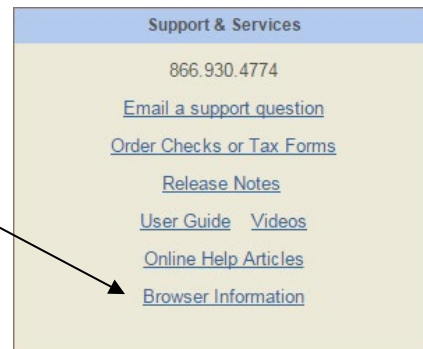 Support & Services
866.930.4774
Email a support question
Order Checks or Tax Forms
Release Notes
User Guide Videos
Online Help Articles
Browser Information